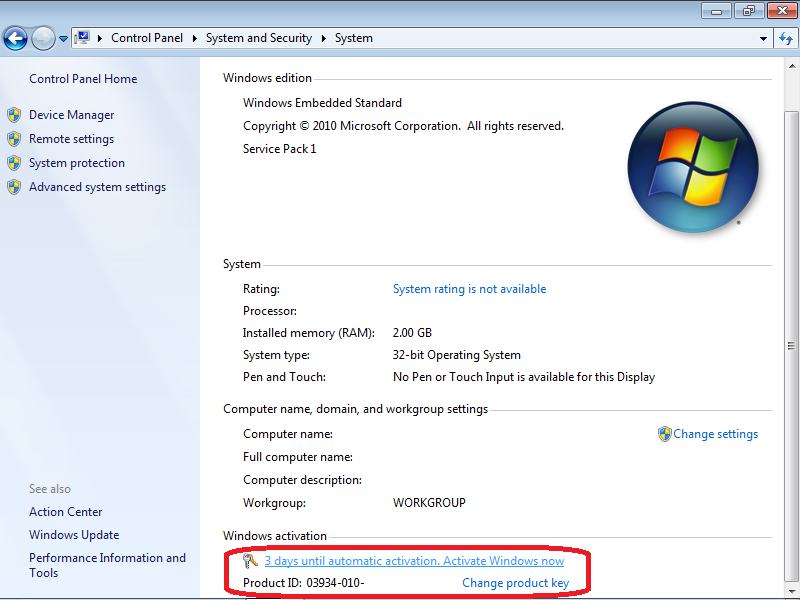 Control Panel System and Security System
Control Panel Home
Device Manager
Remote settings
System protection
Advanced system settings
See also
Action Center
Windows Update
Performance Information and
Tools
Windows edition
Windows Embedded Standard
Copyright © 2010 Microsoft Corporation. All rights reserved.
Service Pack 1
System
Rating: System rating is not available
Processor:
Installed memory (RAM): 2.00 GB
System type: 32-bit Operating System
Pen and Touch: No Pen or Touch Input is available for this Display
Computer name, domain, and workgroup settings
Computer name: Change settings
Full computer name:
Computer description:
Workgroup: WORKGROUP
Windows activation
3 days until automatic activation. Activate Windows now
Product ID: 03934-010- Change product key